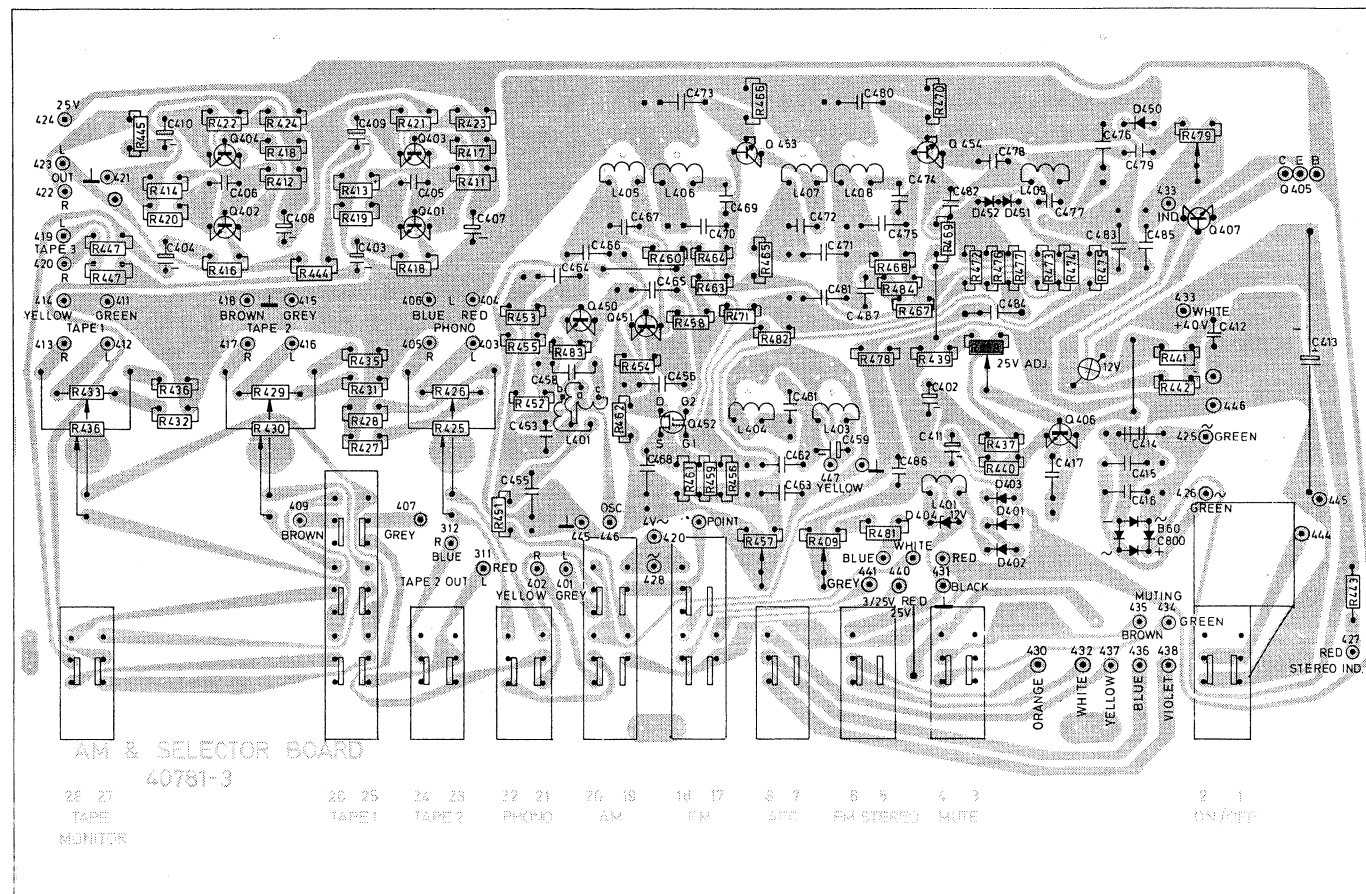 25V
424
R445
C410
R422
R424
Q404
R418
C409
R421
R423
Q403
R417
C473
R466
Q 453
C480
R470
Q 454
C478
C476
D450
R479
C479
C E B
Q 405
L
423
OUT
422
R
421
R414
R420
C406
R412
Q402
C408
R413
R419
C405
R411
Q401
C407
L405
L406
C469
L407
L408
C474
C482
L409
D452
D451
C477
433
IND.
Q407
L
419
TAPE 3
420
R
R447
R447
C404
R416
R444
C403
R418
C467
C470
C472
C475
R469
C483
C485
C466
R460
R464
R465
C471
R468
R472
R476
R477
R473
R474
R475
C464
C465
R463
C481
R484
C487
R467
C484
414
YELLOW
411
GREEN
TAPE 1
418
BROWN
415
GREY
TAPE 2
406
BLUE
L
404
RED
PHONO
R453
Q450
Q451
R458
R471
R482
433
WHITE
+40V
C412
C413
413
R
412
L
417
R
416
L
405
R
403
L
R455
R483
R454
R478
R439
25V ADJ.
12V
R441
R442
R435
R431
R428
R427
R433
R436
R432
R436
R429
R430
R426
R425
C458
b
a
c
R452
C453
L401
R462
C456
D
G2
Q452
S
G1
L404
C461
L403
C459
C402
446
Q406
425
~
GREEN
C468
R461
R459
R456
C462
C463
447
YELLOW
C486
C411
R437
R440
C417
C414
C415
C416
C455
R451
L401
D403
D401
D402
D404
12V
426
~
GREEN
445
444
409
BROWN
407
GREY
312
R
BLUE
311
RED
L
TAPE 2 OUT
445
OSC
446
4V~
420
~
428
POINT
R457
R409
R481
B60
C800
R443
R
402
YELLOW
L
401
GREY
BLUE
WHITE
RED
441
GREY
440
3/25V
RED
25V
431
BLACK
MUTING
435
434
BROWN
GREEN
427
RED
STEREO IND.
430
432
437
436
438
ORANGE
WHITE
YELLOW
BLUE
VIOLET
AM & SELECTOR BOARD
40781-3
28 27
TAPE
MONITOR
26 25
TAPE 1
24 23
TAPE 2
22 21
PHONO
20 19
AM
18 17
FM
8 7
AFC
6 5
FM STEREO
4 3
MUTE
2 1
ON/OFF